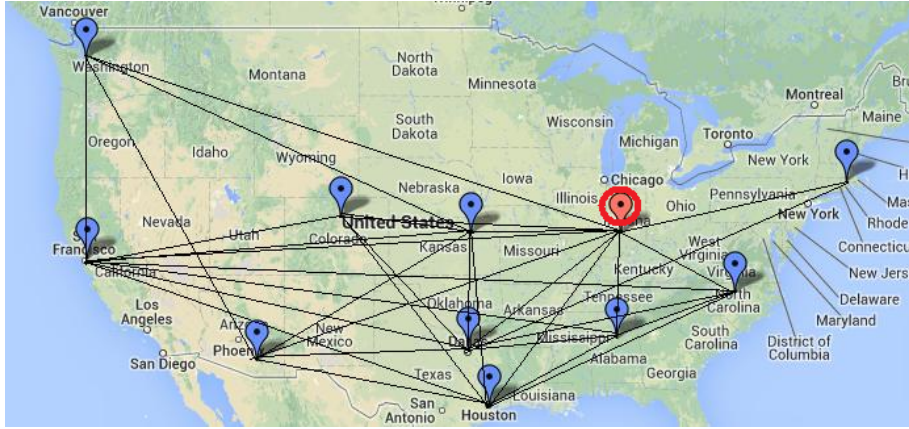 Vancouver
Washington
North
Dakota
Montana
Minnesota
Montreal
Maine
Oregon
Idaho
South
Dakota
Wisconsin
Michigan
Toronto
New York
Wyoming
Nebraska
Iowa
Chicago
Illinois
Ohio
Pennsylvania
New York
Rhode
Connecticut
Nevada
Utah
Colorado
United States
Kansas
Missouri
West
Virginia
Kentucky
New Jers
Delaware
Maryland
District of
Columbia
Francisco
California
Los
Angeles
San Diego
New
Mexico
Oklahoma
Arkansas
Tennessee
North
Carolina
South
Carolina
Mississippi
Alabama
Georgia
Texas
Louisiana
San
Antonio
Houston